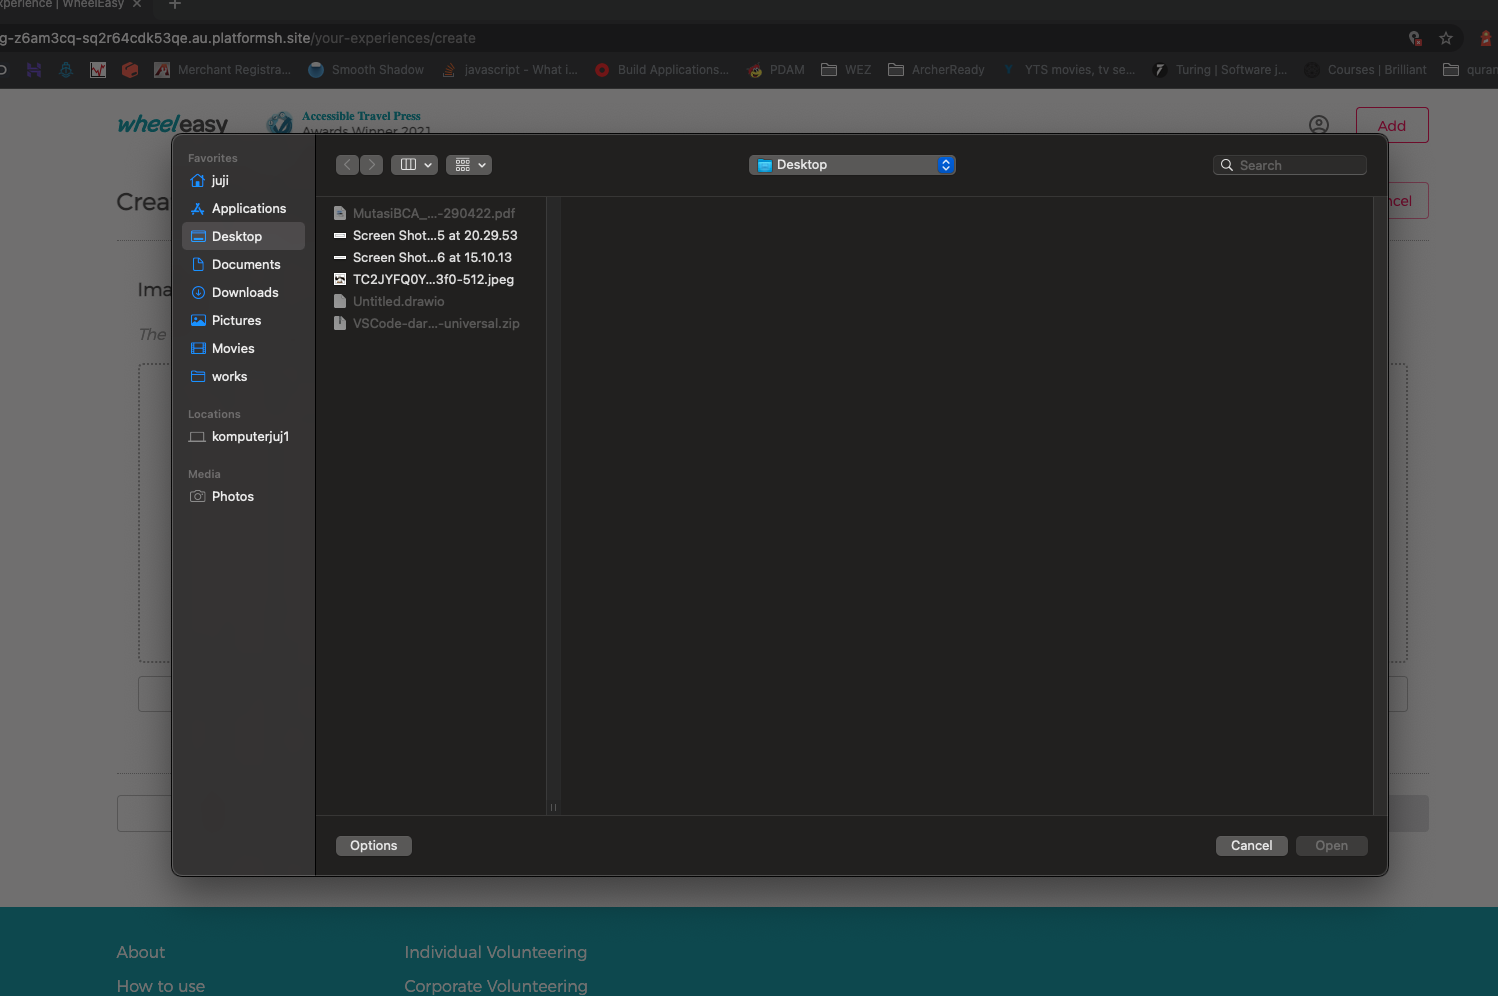 xperience | WheelEasy
g-z6am3cq-sq2r64cdk53qe.au.platformsh.site/your-experiences/create
Merchant Registra...
Smooth Shadow
javascript - What i...
Build Applications...
PDAM
WEZ
ArcherReady
YTS movies, tv se...
Turing | Software j...
Courses | Brilliant
quran
wheeleasy
Accessible Travel Press
Awards Winner 2021
Add
Crea
ncel
Ima
The
Favorites
juji
Applications
Desktop
Documents
Downloads
Pictures
Movies
works
Locations
komputerjuj1
Media
Photos
Desktop
Search
MutasiBCA_...-290422.pdf
Screen Shot...5 at 20.29.53
Screen Shot...6 at 15.10.13
TC2JYFQ0Y...3f0-512.jpeg
Untitled.drawio
VSCode-dar...-universal.zip
Options
Cancel
Open
About
Individual Volunteering
How to use
Corporate Volunteering